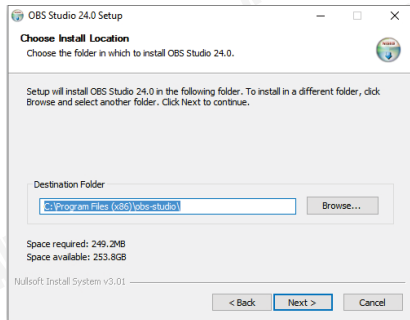 OBS Studio 24.0 Setup
Choose Install Location
Choose the folder in which to install OBS Studio 24.0.
Setup will install OBS Studio 24.0 in the following folder. To install in a different folder, click
Browse and select another folder. Click Next to continue.
Destination Folder
C:\Program Files (x86)\obs-studio\
Browse...
Space required: 249.2MB
Space available: 253.8GB
Nullsoft Install System v3.01
< Back
Next >
Cancel